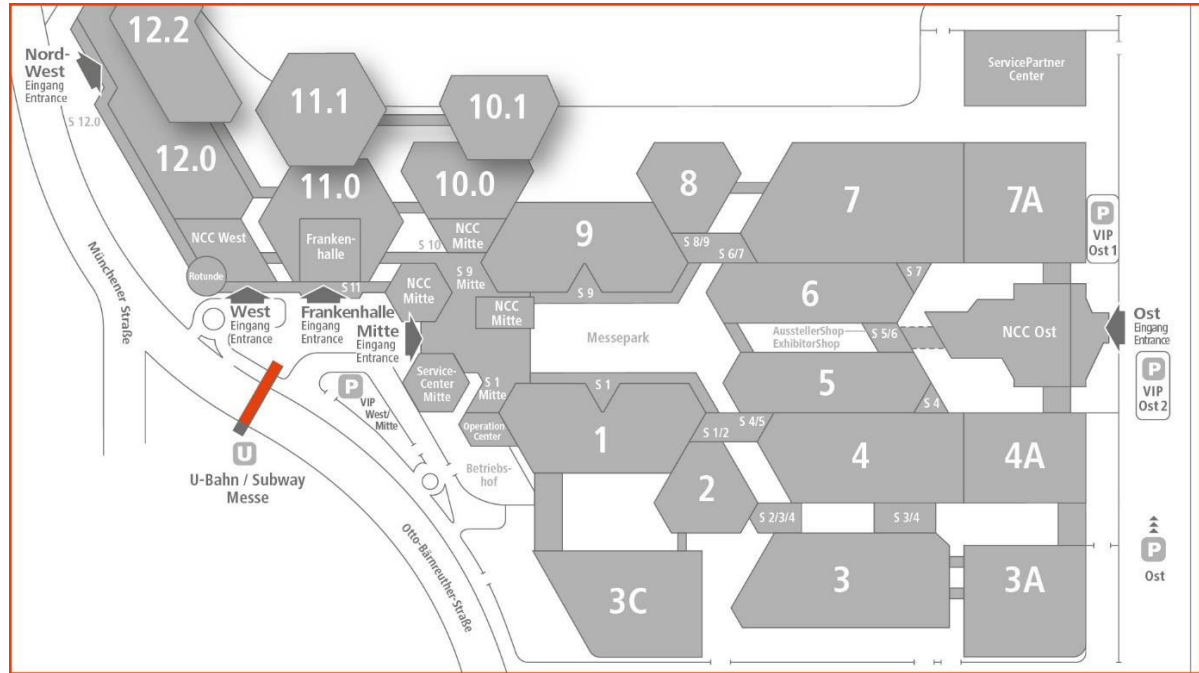 12.2
Nord-
West
Eingang
Entrance
S 12.0
12.0
11.1
10.1
11.0
10.0
NCC West
Franken-
halle
Rotunde
S 11
S 10
NCC
Mitte
NCC
Mitte
S 9
Mitte
NCC
Mitte
9
S 9
8
S 8/9
S 6/7
7
7A
ServicePartner
Center
P
VIP
Ost 1
6
S 7
AusstellerShop
ExhibitorShop
S 5/6
NCC Ost
Ost
Eingang
Entrance
P
VIP
Ost 2
Messepark
5
S 4
West
Eingang
(Entrance
Frankenhalle
Eingang
Entrance
Mitte
Eingang
Entrance
Münchener Straße
U
U-Bahn / Subway
Messe
P
VIP
West/
Mitte
Service-
Center
Mitte
S 1
Mitte
S 1
Operation
Center
Betriebs-
hof
1
S 1/2
S 4/5
2
4
4A
S 2/3/4
S 3/4
3C
3
3A
P
Ost
Otto-Bärnreuther-Straße